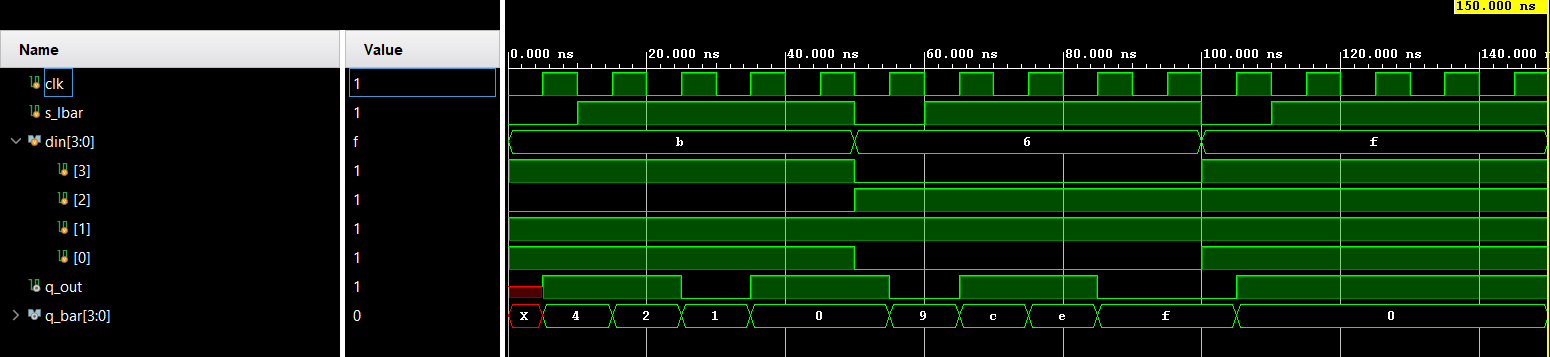 150.000 ns
Name Value
0.000 ns 20.000 ns 40.000 ns 60.000 ns 80.000 ns 100.000 ns 120.000 ns 140.000 ns
clk 1
s_lbar 1
din[3:0] f b 6 f
[3] 1
[2] 1
[1] 1
[0] 1
q_out 1
q_bar[3:0] 0 X 4 2 1 0 9 c e f 0